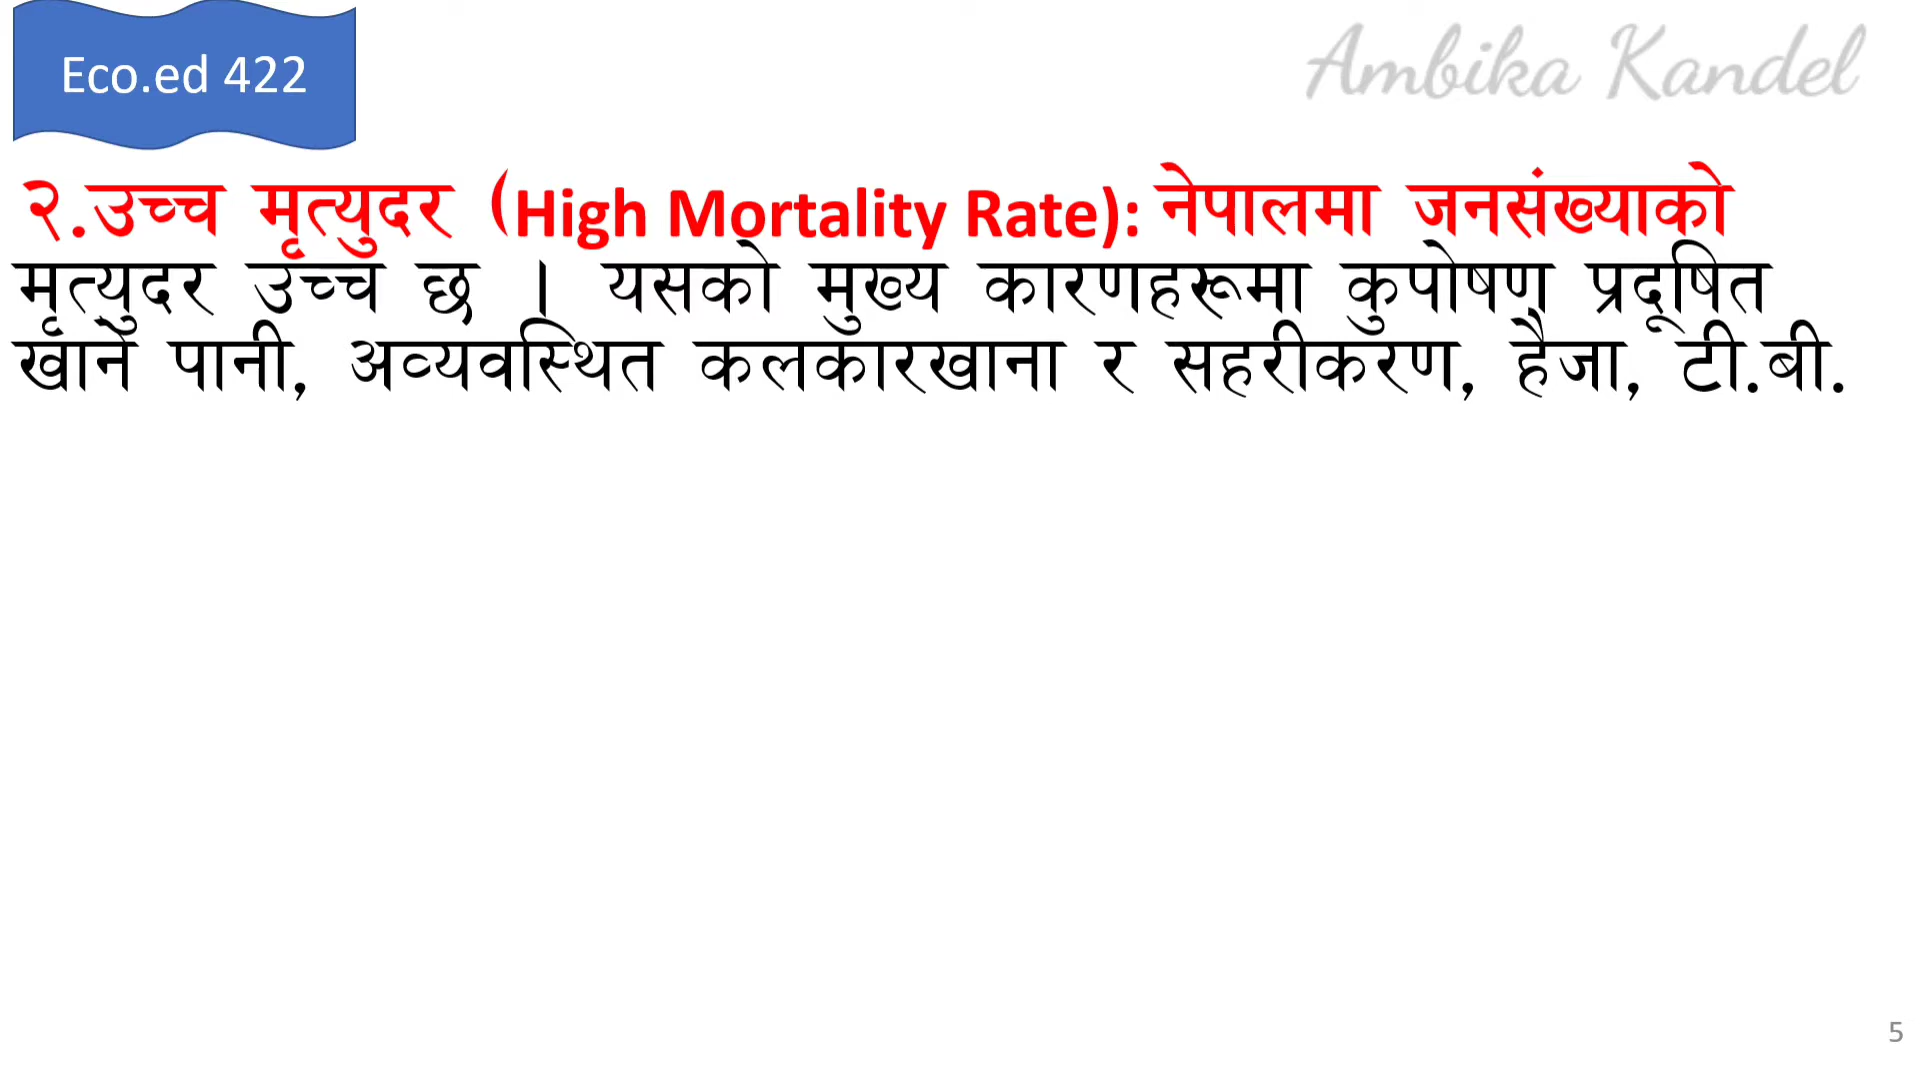 Eco.ed 422
Ambika Kandel
२.उच्च मृत्युदर (High Mortality Rate): नेपालमा जनसंख्याको
मृत्युदर उच्च छ । यसको मुख्य कारणहरूमा कुपोषण प्रदूषित
खाने पानी, अव्यवस्थित कलकारखाना र सहरीकरण, हैजा, टी.बी.
5